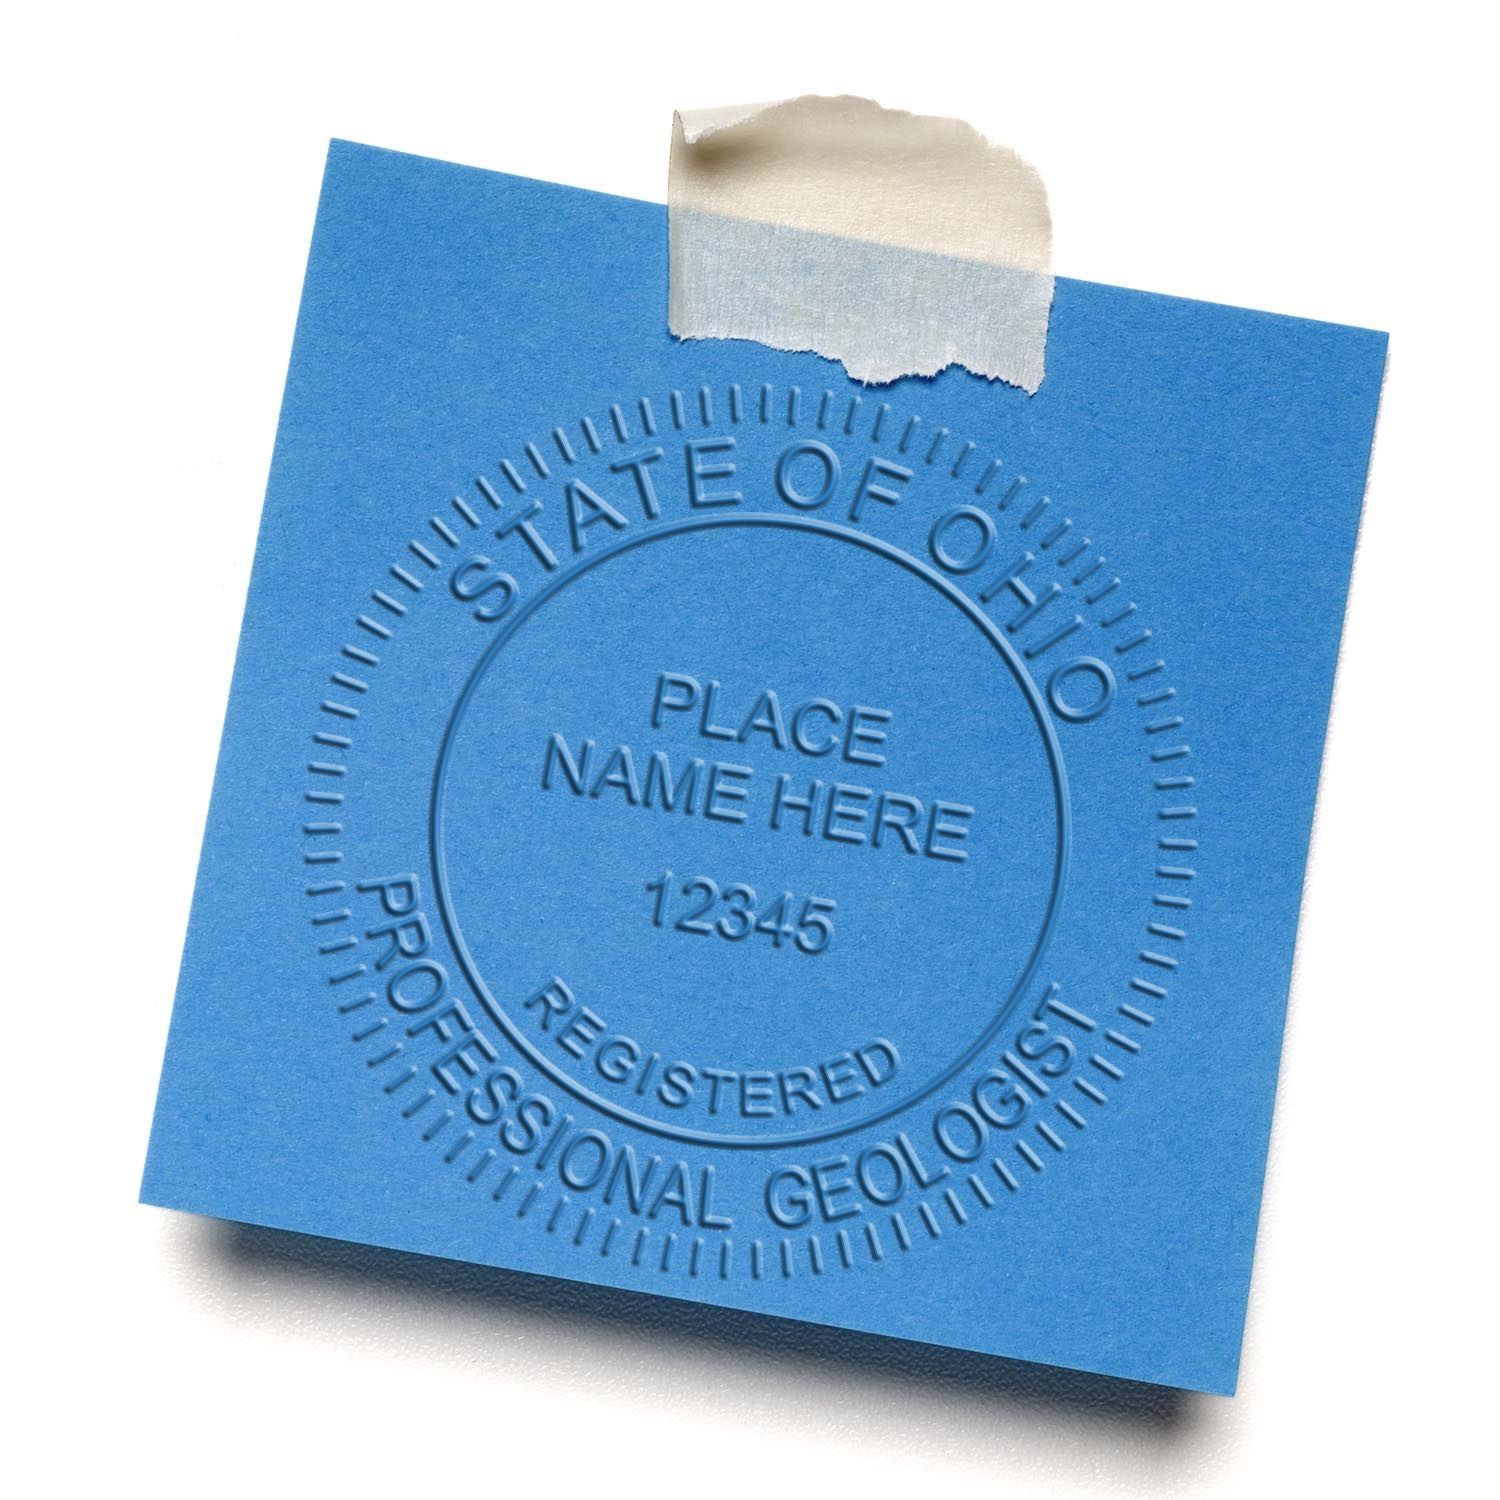 STATE OF OHIO
PLACE
NAME HERE
12345
REGISTERED
PROFESSIONAL GEOLOGIST